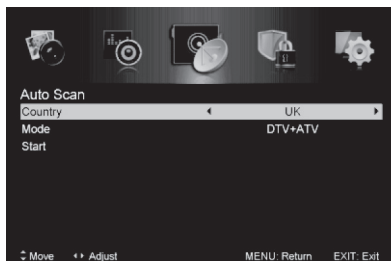 Auto Scan
Country UK
Mode DTV+ATV
Start
Move Adjust MENU: Return EXIT: Exit